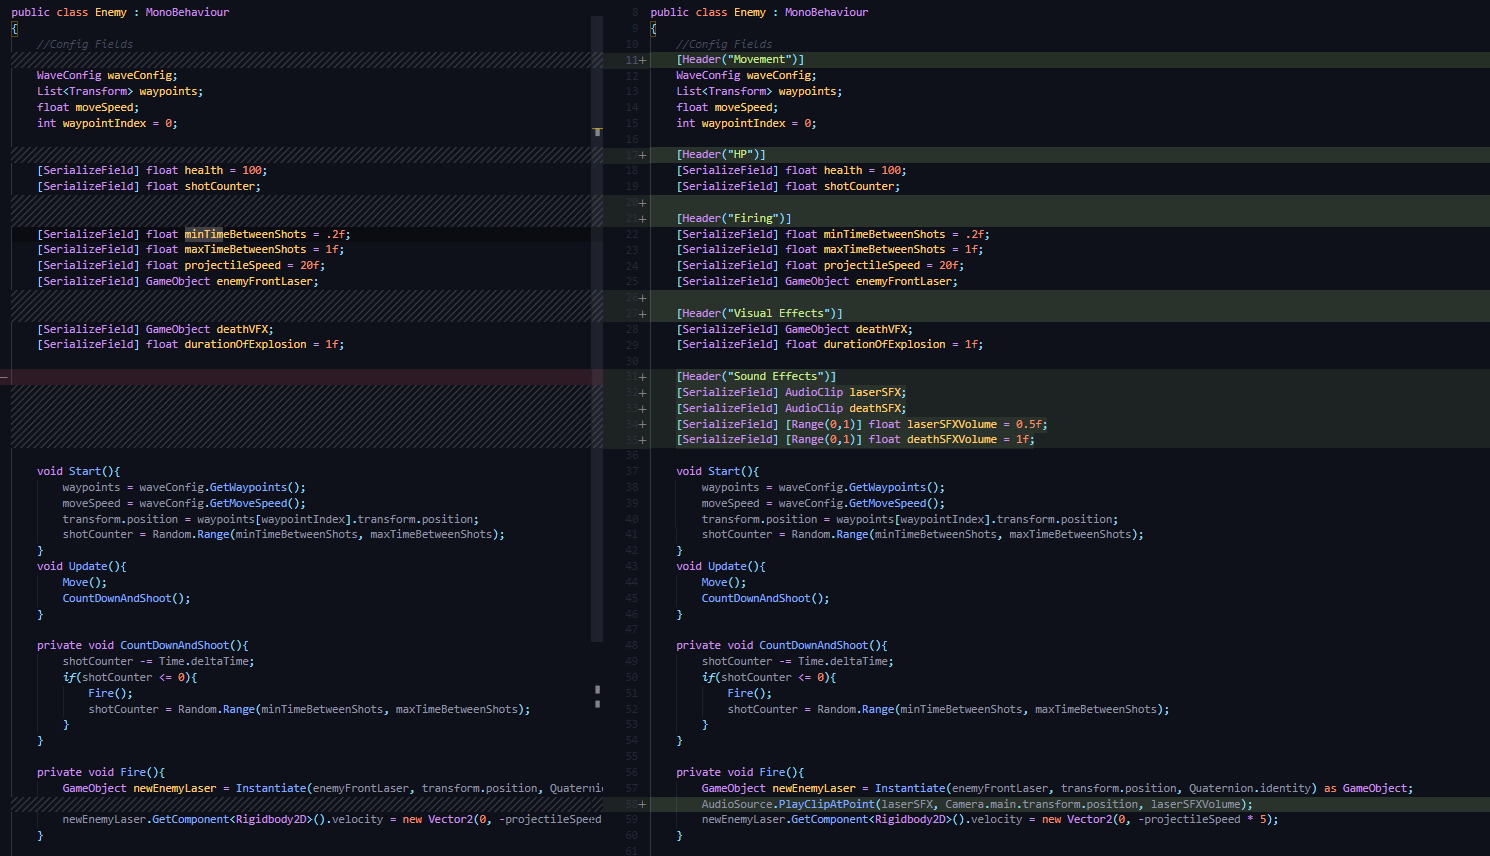 public class Enemy : MonoBehaviour
{
//Config Fields
WaveConfig waveConfig;
List<Transform> waypoints;
float moveSpeed;
int waypointIndex = 0;
[SerializeField] float health = 100;
[SerializeField] float shotCounter;
[SerializeField] float minTimeBetweenShots = .2f;
[SerializeField] float maxTimeBetweenShots = 1f;
[SerializeField] float projectileSpeed = 20f;
[SerializeField] GameObject enemyFrontLaser;
[SerializeField] GameObject deathVFX;
[SerializeField] float durationOfExplosion = 1f;
−
void Start(){
waypoints = waveConfig.GetWaypoints();
moveSpeed = waveConfig.GetMoveSpeed();
transform.position = waypoints[waypointIndex].transform.position;
shotCounter = Random.Range(minTimeBetweenShots, maxTimeBetweenShots);
}
void Update(){
Move();
CountDownAndShoot();
}
private void CountDownAndShoot(){
shotCounter -= Time.deltaTime;
if(shotCounter <= 0){
Fire();
shotCounter = Random.Range(minTimeBetweenShots, maxTimeBetweenShots);
}
}
private void Fire(){
GameObject newEnemyLaser = Instantiate(enemyFrontLaser, transform.position, Quaterni
newEnemyLaser.GetComponent<Rigidbody2D>().velocity = new Vector2(0, -projectileSpeed
}
8 public class Enemy : MonoBehaviour
9 {
10 //Config Fields
11+ [Header("Movement")]
12 WaveConfig waveConfig;
13 List<Transform> waypoints;
14 float moveSpeed;
15 int waypointIndex = 0;
16
17+ [Header("HP")]
18 [SerializeField] float health = 100;
19 [SerializeField] float shotCounter;
20+
21+ [Header("Firing")]
22 [SerializeField] float minTimeBetweenShots = .2f;
23 [SerializeField] float maxTimeBetweenShots = 1f;
24 [SerializeField] float projectileSpeed = 20f;
25 [SerializeField] GameObject enemyFrontLaser;
26+
27+ [Header("Visual Effects")]
28 [SerializeField] GameObject deathVFX;
29 [SerializeField] float durationOfExplosion = 1f;
30
31+ [Header("Sound Effects")]
32+ [SerializeField] AudioClip laserSFX;
33+ [SerializeField] AudioClip deathSFX;
34+ [SerializeField] [Range(0,1)] float laserSFXVolume = 0.5f;
35+ [SerializeField] [Range(0,1)] float deathSFXVolume = 1f;
36
37 void Start(){
38 waypoints = waveConfig.GetWaypoints();
39 moveSpeed = waveConfig.GetMoveSpeed();
40 transform.position = waypoints[waypointIndex].transform.position;
41 shotCounter = Random.Range(minTimeBetweenShots, maxTimeBetweenShots);
42 }
43 void Update(){
44 Move();
45 CountDownAndShoot();
46 }
47
48 private void CountDownAndShoot(){
49 shotCounter -= Time.deltaTime;
50 if(shotCounter <= 0){
51 Fire();
52 shotCounter = Random.Range(minTimeBetweenShots, maxTimeBetweenShots);
53 }
54 }
55
56 private void Fire(){
57 GameObject newEnemyLaser = Instantiate(enemyFrontLaser, transform.position, Quaternion.identity) as GameObject;
58+ AudioSource.PlayClipAtPoint(laserSFX, Camera.main.transform.position, laserSFXVolume);
59 newEnemyLaser.GetComponent<Rigidbody2D>().velocity = new Vector2(0, -projectileSpeed * 5);
60 }
61